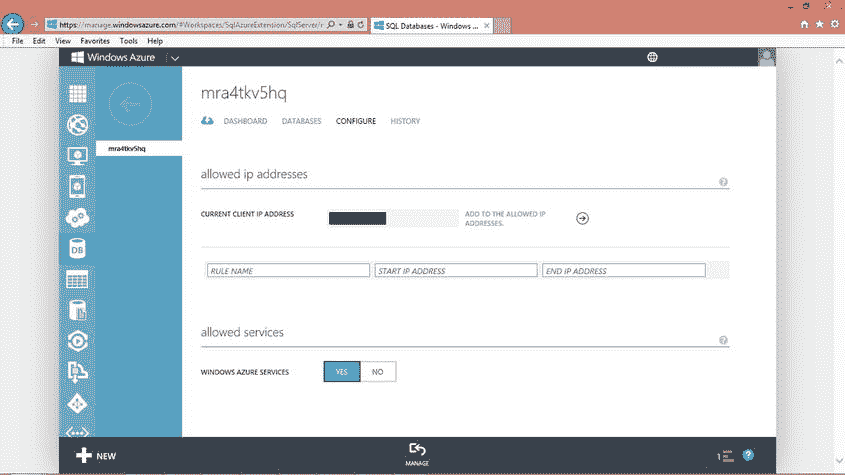 https://manage.windowsazure.com/#Workspaces/SqlAzureExtension/SqlServer/r
SQL Databases - Windows ...
File Edit View Favorites Tools Help
Windows Azure
mra4tkv5hq
DASHBOARD DATABASES CONFIGURE HISTORY
mra4tkv5hq
allowed ip addresses
?
CURRENT CLIENT IP ADDRESS
ADD TO THE ALLOWED IP
ADDRESSES.
DB
RULE NAME START IP ADDRESS END IP ADDRESS
allowed services
?
WINDOWS AZURE SERVICES YES NO
NEW
MANAGE
1
?